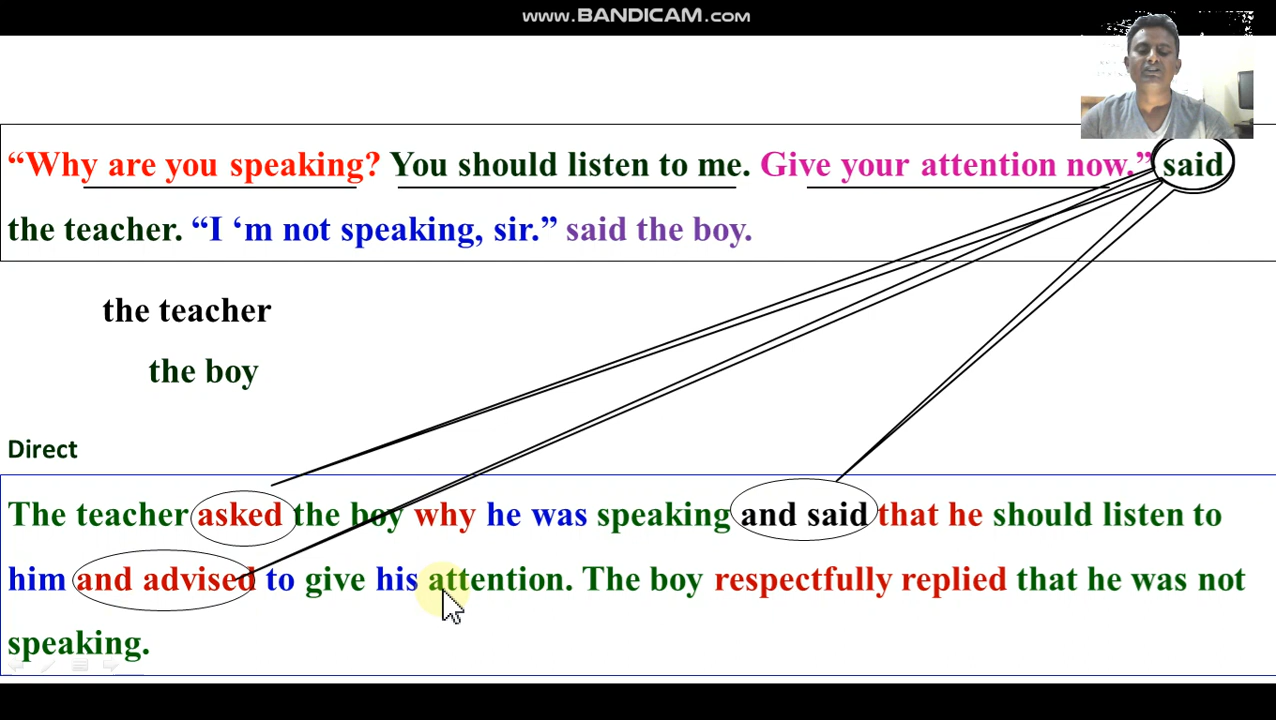 www.BANDICAM.com
“Why are you speaking? You should listen to me. Give your attention now.” said
the teacher. “I ‘m not speaking, sir.” said the boy.
the teacher
the boy
Direct
The teacher asked the boy why he was speaking and said that he should listen to
him and advised to give his attention. The boy respectfully replied that he was not
speaking.